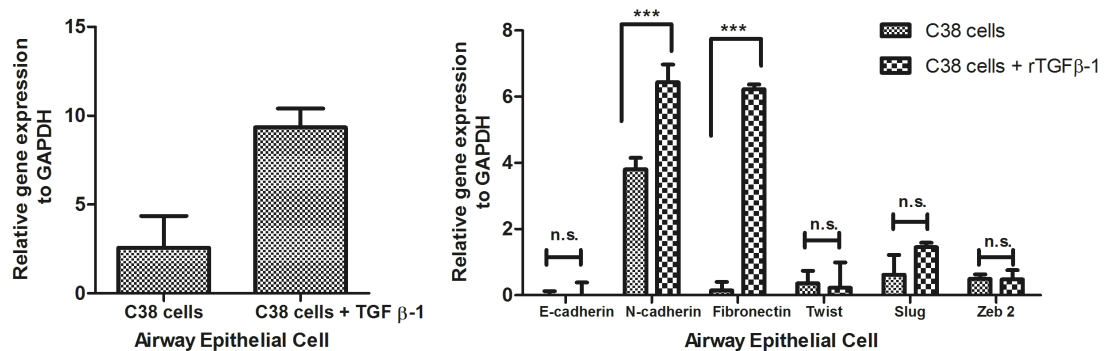 Relative gene expression
to GAPDH
15
10
5
0
C38 cells
C38 cells + TGF β-1
Airway Epithelial Cell
Relative gene expression
to GAPDH
8
6
4
2
0
***
***
n.s.
n.s.
n.s.
n.s.
C38 cells
C38 cells + rTGFβ-1
E-cadherin
N-cadherin
Fibronectin
Twist
Slug
Zeb 2
Airway Epithelial Cell